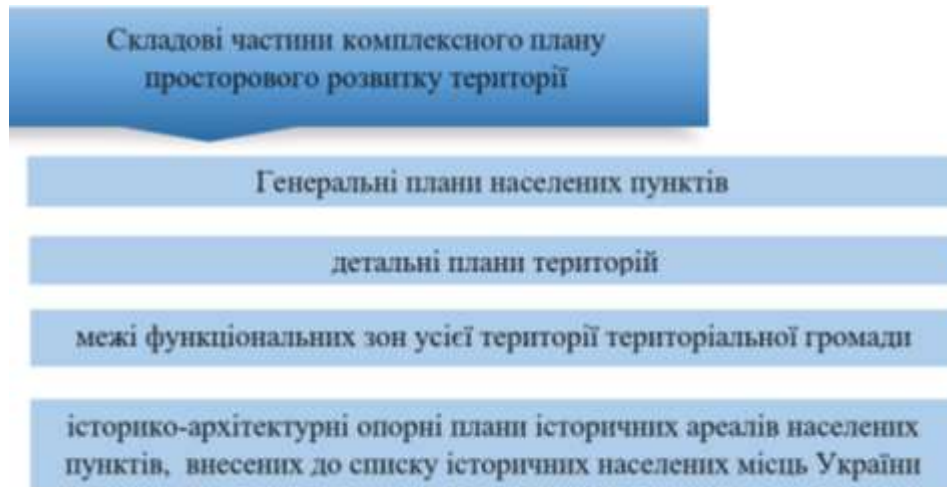 Складові частини комплексного плану
просторового розвитку території
Генеральні плани населених пунктів
детальні плани територій
межі функціональних зон усієї території територіальної громади
історико-архітектурні опорні плани історичних ареалів населених
пунктів, внесених до списку історичних населених місць України